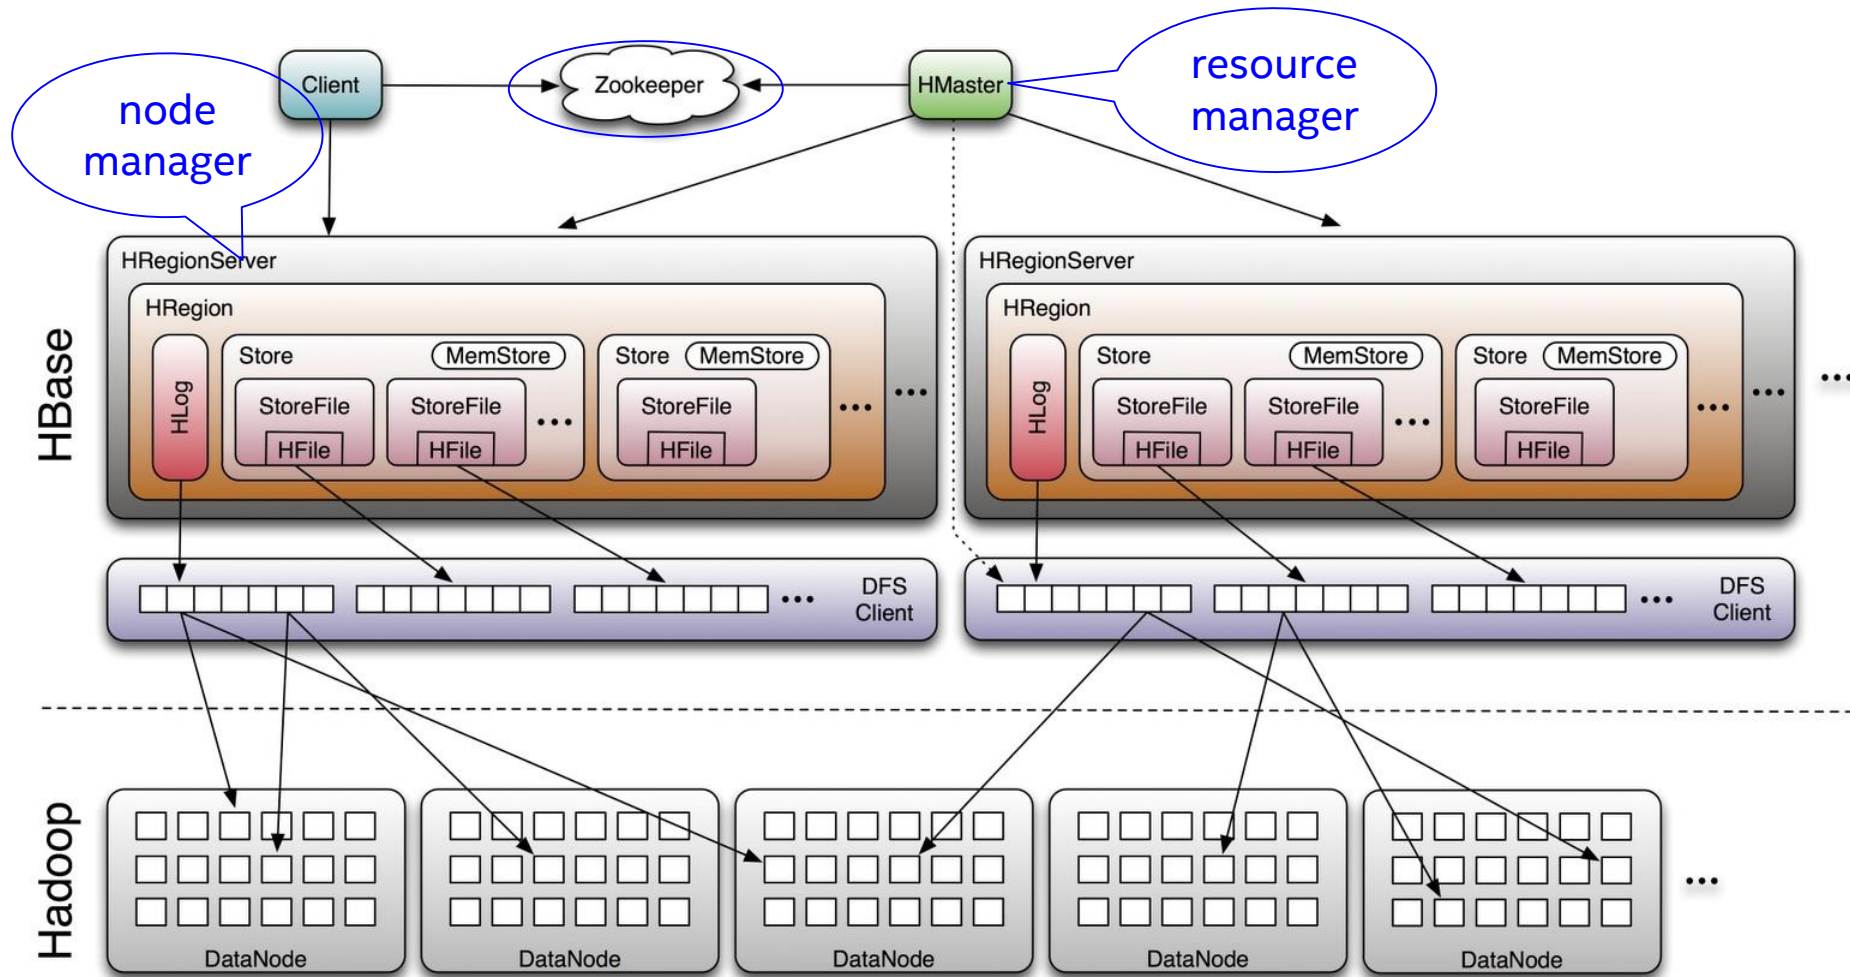 Client
Zookeeper
HMaster
resource
manager
node
manager
HBase
HRegionServer
HRegion
HLog
Store
MemStore
StoreFile
HFile
StoreFile
HFile
...
Store
MemStore
StoreFile
HFile
...
...
HRegionServer
HRegion
HLog
Store
MemStore
StoreFile
HFile
StoreFile
HFile
...
Store
MemStore
StoreFile
HFile
...
...
...
...
DFS
Client
...
DFS
Client
Hadoop
DataNode
DataNode
DataNode
DataNode
DataNode
...